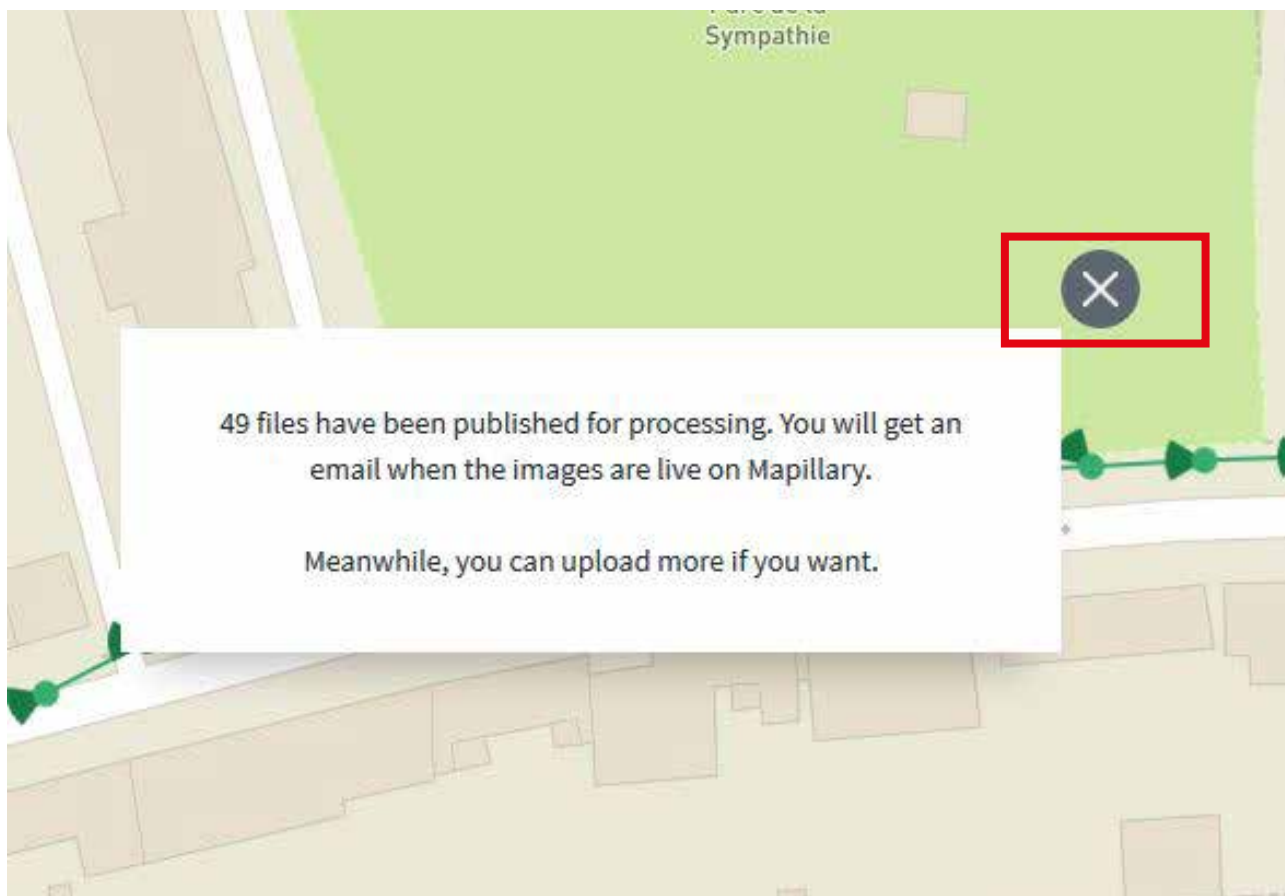 Sympathie
49 files have been published for processing. You will get an
email when the images are live on Mapillary.
Meanwhile, you can upload more if you want.